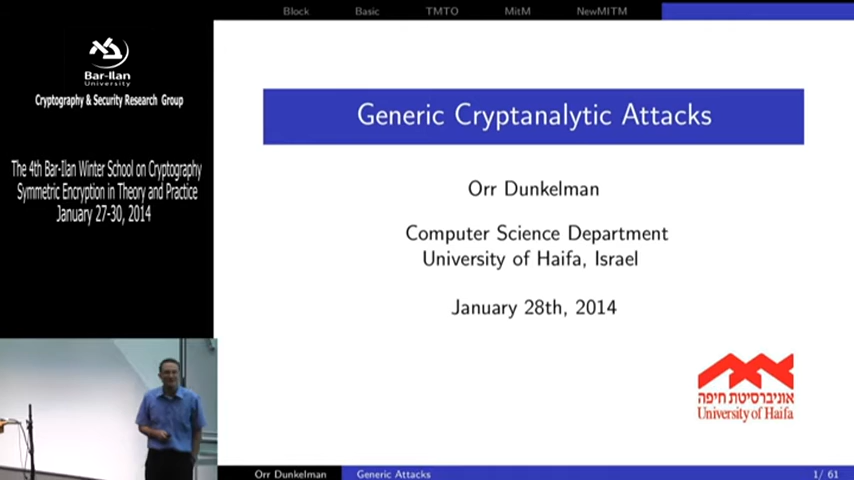 Block Basic TMTO MitM NewMITM
Bar-Ilan
University
Cryptography & Security Research Group
The 4th Bar-Ilan Winter School on Cryptography
Symmetric Encryption in Theory and Practice
January 27-30, 2014
Generic Cryptanalytic Attacks
Orr Dunkelman
Computer Science Department
University of Haifa, Israel
January 28th, 2014
אוניברסיטת חיפה
University of Haifa
Orr Dunkelman Generic Attacks 1/ 61